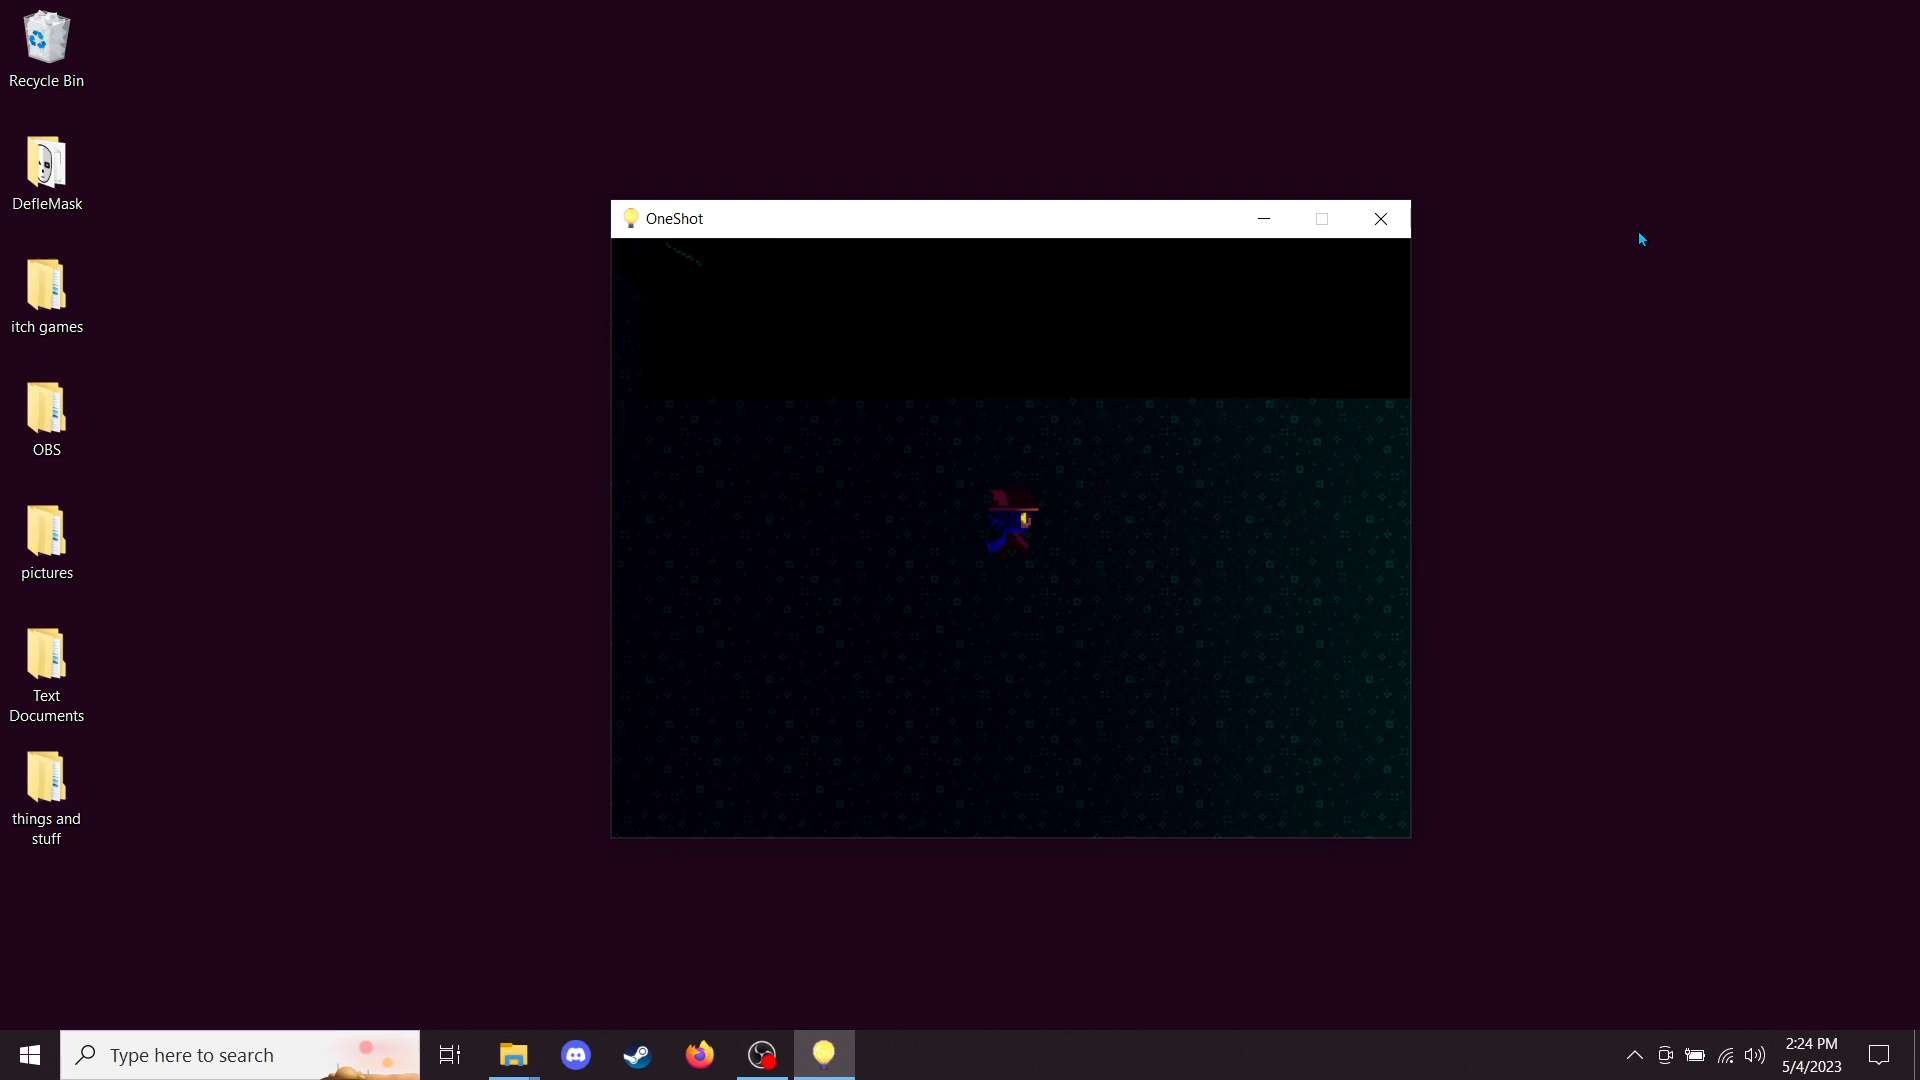 Recycle Bin
DefleMask
itch games
OBS
pictures
Text
Documents
things and
stuff
OneShot
Type here to search
2:24 PM
5/4/2023